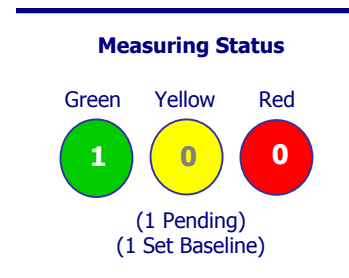 Measuring Status
Green Yellow Red
1 0 0
(1 Pending)
(1 Set Baseline)